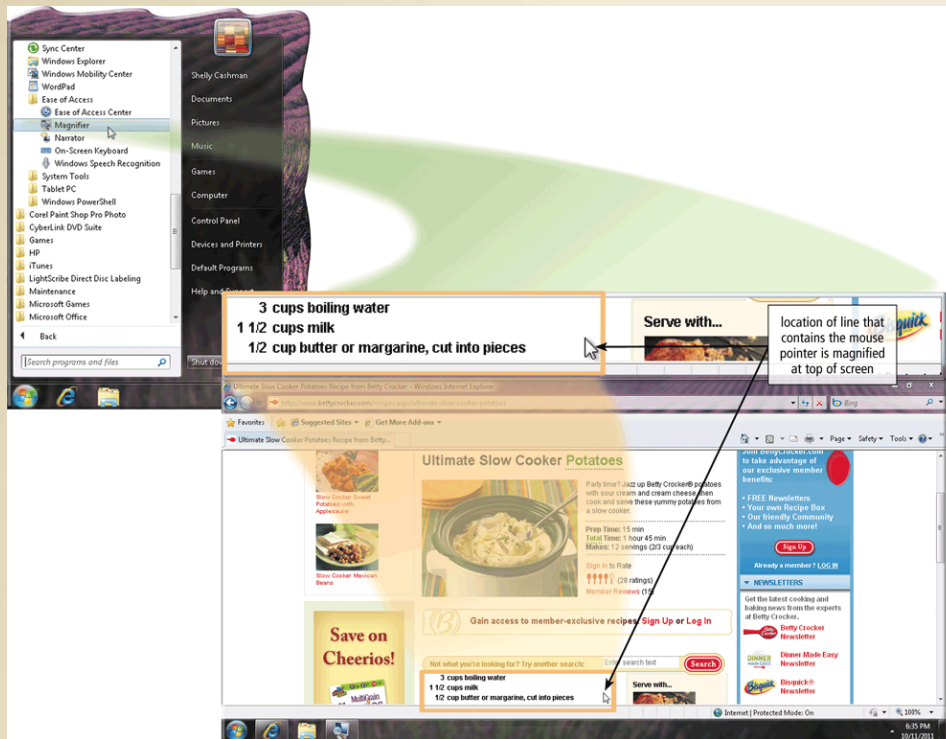 Sync Center
Windows Explorer
Windows Mobility Center
WordPad
Ease of Access
Ease of Access Center
Magnifier
Narrator
On-Screen Keyboard
Windows Speech Recognition
System Tools
Tablet PC
Windows PowerShell
Corel Paint Shop Pro Photo
CyberLink DVD Suite
Games
HP
iTunes
LightScribe Direct Disc Labeling
Maintenance
Microsoft Games
Microsoft Office
Back
Search programs and files
Shelly Cashman
Documents
Pictures
Music
Games
Computer
Control Panel
Devices and Printers
Default Programs
Help and Support
Shut dow
3 cups boiling water
1 1/2 cups milk
1/2 cup butter or margarine, cut into pieces
Serve with...
Bisquick
location of line that
contains the mouse
pointer is magnified
at top of screen
Ultimate Slow Cooker Potatoes Recipe from Betty Crocker - Windows Internet Explorer
http://www.bettycrocker.com/recipes.aspx/ultimate-slow-cooker-potatoes
Bing
Favorites
Suggested Sites
Get More Add-ons
Ultimate Slow Cooker Potatoes Recipe from Betty...
Page
Safety
Tools
Slow Cooker Sweet
Potatoes with
Applesauce
Slow Cooker Mexican
Beans
Save on
Cheerios!
MultiGrain
Ultimate Slow Cooker Potatoes
Party time? Jazz up Betty Crocker® potatoes
with sour cream and cream cheese then
cook and serve these yummy potatoes from
a slow cooker.
Prep Time: 15 min
Total Time: 1 hour 45 min
Makes: 12 servings (2/3 cup each)
Sign in to Rate
(28 ratings)
Member Reviews (15)
Gain access to member-exclusive recipes. Sign Up or Log In
Not what you're looking for? Try another search:
Enter search text
Search
3 cups boiling water
1 1/2 cups milk
1/2 cup butter or margarine, cut into pieces
Serve with...
Join BettyCrocker.com
to take advantage of
our exclusive member
benefits:
• FREE Newsletters
• Your own Recipe Box
• Our friendly Community
• And so much more!
Sign Up
Already a member? LOG IN
NEWSLETTERS
Get the latest cooking and
baking news from the experts
at Betty Crocker.
Betty Crocker
Newsletter
DINNER
Dinner Made Easy
Newsletter
Bisquick
Bisquick®
Newsletter
Internet | Protected Mode: On
100%
6:35 PM
10/11/2011